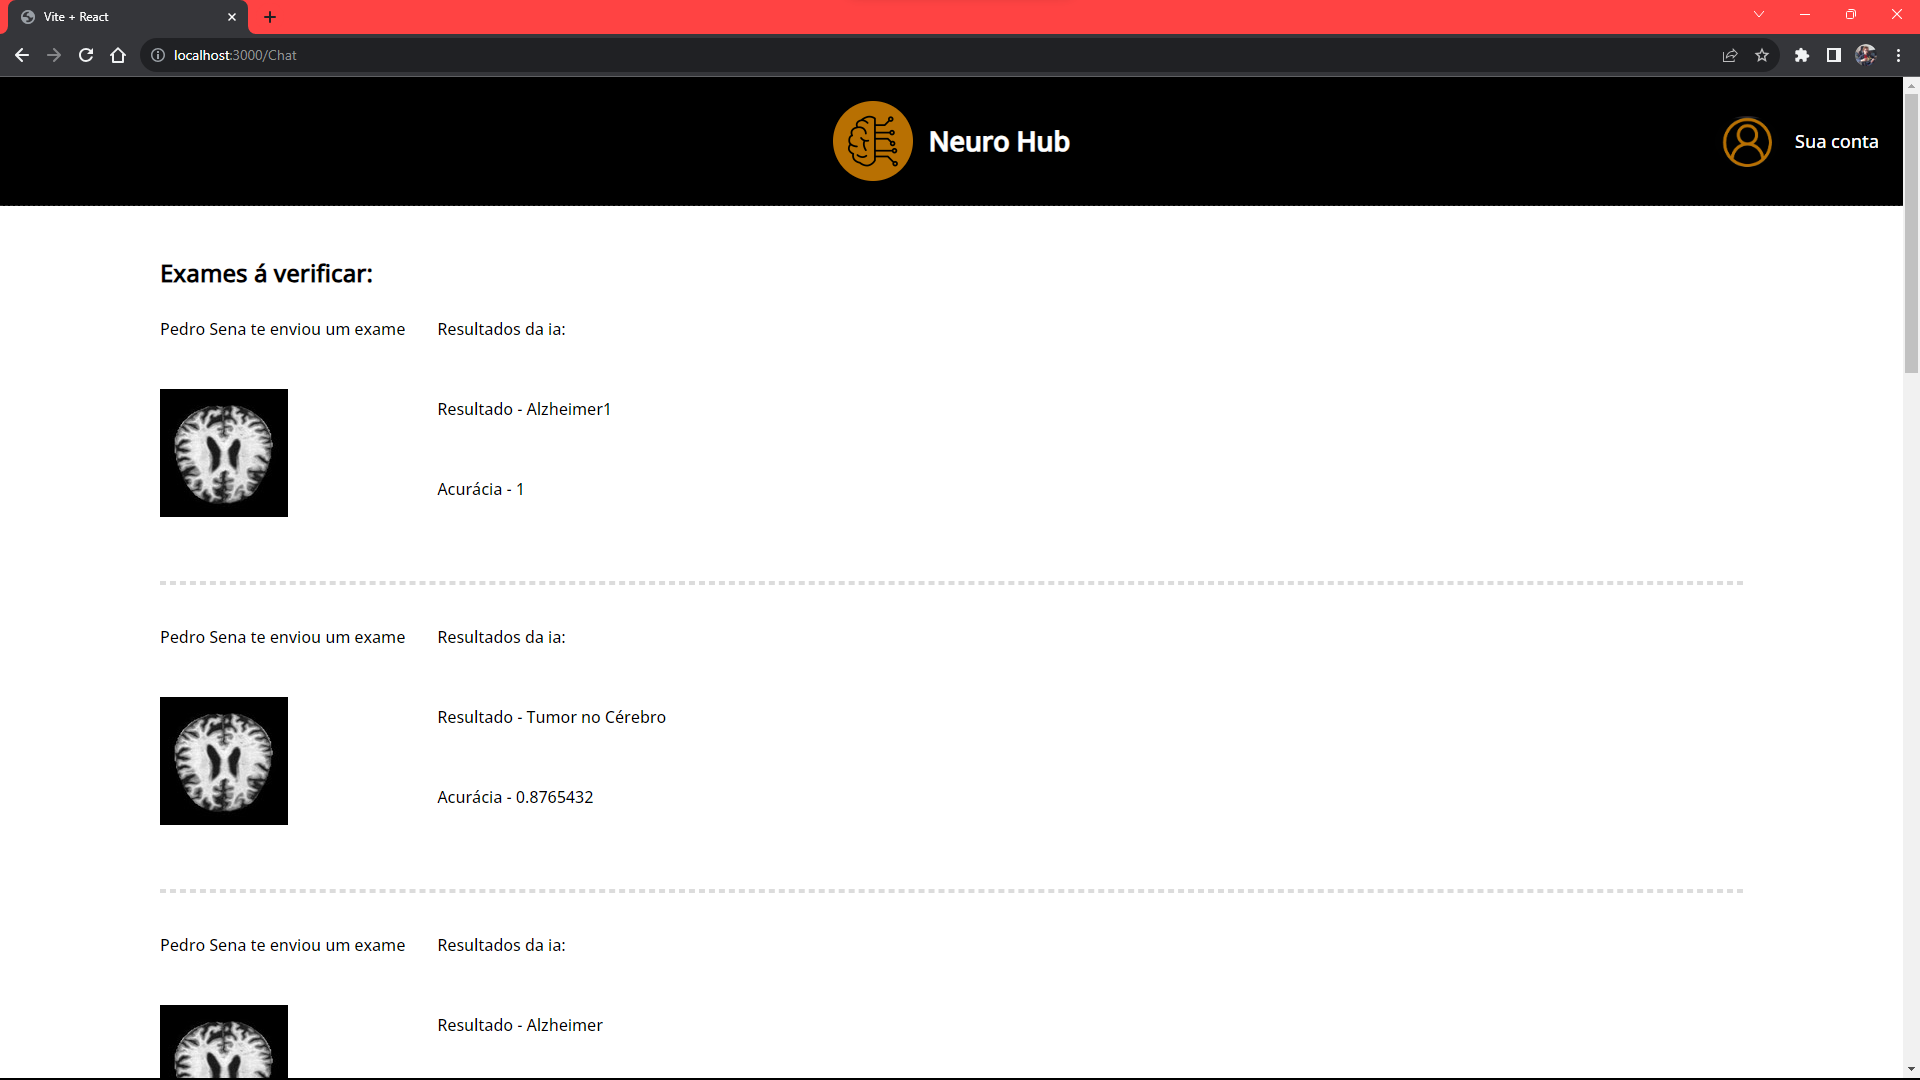 Vite + React
localhost:3000/Chat
Neuro Hub
Sua conta
Exames á verificar:
Pedro Sena te enviou um exame
Resultados da ia:
Resultado - Alzheimer1
Acurácia - 1
Pedro Sena te enviou um exame
Resultados da ia:
Resultado - Tumor no Cérebro
Acurácia - 0.8765432
Pedro Sena te enviou um exame
Resultados da ia:
Resultado - Alzheimer